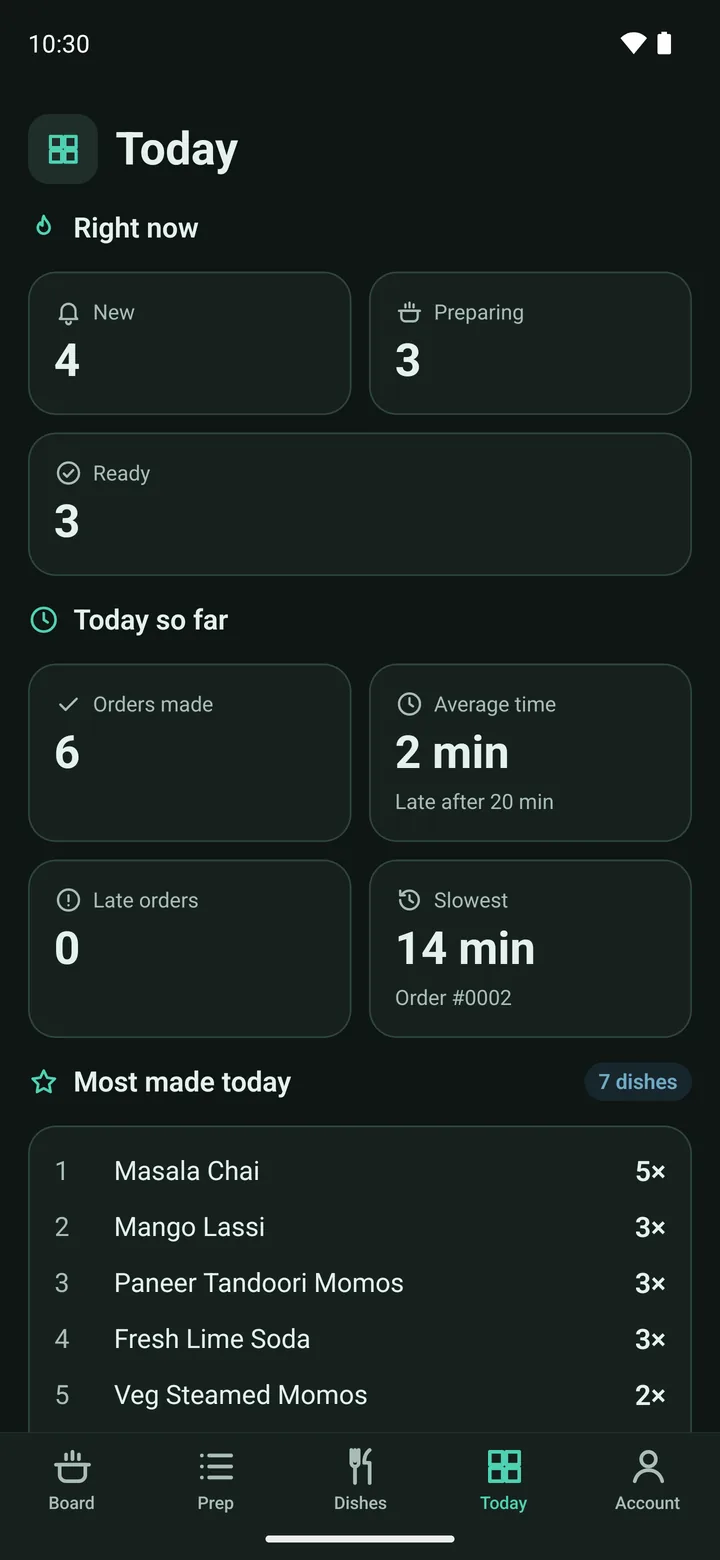 10:30
Today
Right now
New
4
Preparing
3
Ready
3
Today so far
Orders made
6
Average time
2 min
Late after 20 min
Late orders
0
Slowest
14 min
Order #0002
Most made today
7 dishes
1 Masala Chai 5×
2 Mango Lassi 3×
3 Paneer Tandoori Momos 3×
4 Fresh Lime Soda 3×
5 Veg Steamed Momos 2×
Board
Prep
Dishes
Today
Account